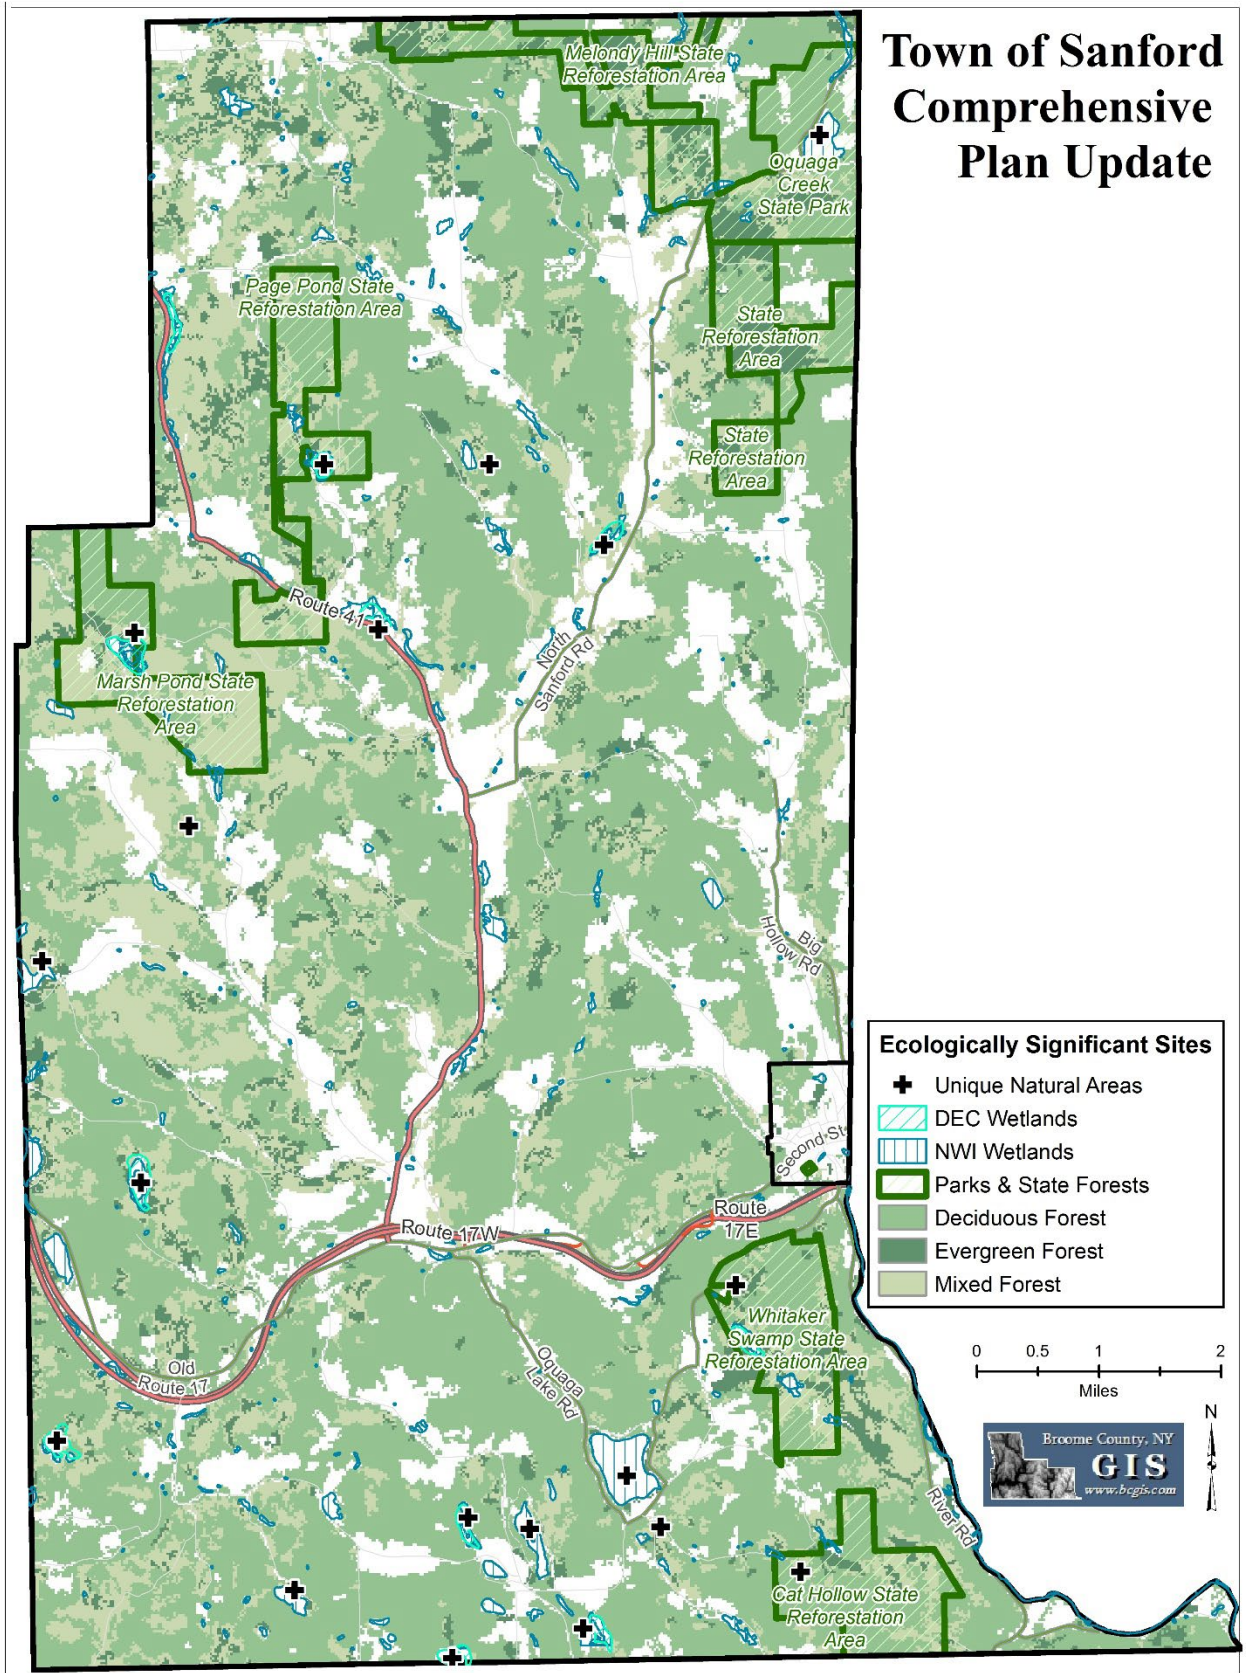 Town of Sanford
Comprehensive
Plan Update
Melondy Hill State
Reforestation Area
Oquaga
Creek
State Park
Page Pond State
Reforestation Area
State
Reforestation
Area
State
Reforestation
Area
Route 41
North
Sanford Rd
Marsh Pond State
Reforestation
Area
Big
Hollow Rd
Second St
Route 17W
Route
17E
Old
Route 17
Oquaga
Lake Rd
Whitaker
Swamp State
Reforestation Area
River Rd
Cat Hollow State
Reforestation
Area
Ecologically Significant Sites
Unique Natural Areas
DEC Wetlands
NWI Wetlands
Parks & State Forests
Deciduous Forest
Evergreen Forest
Mixed Forest
0 0.5 1 2
Miles
N
Broome County, NY
GIS
www.bcgis.com